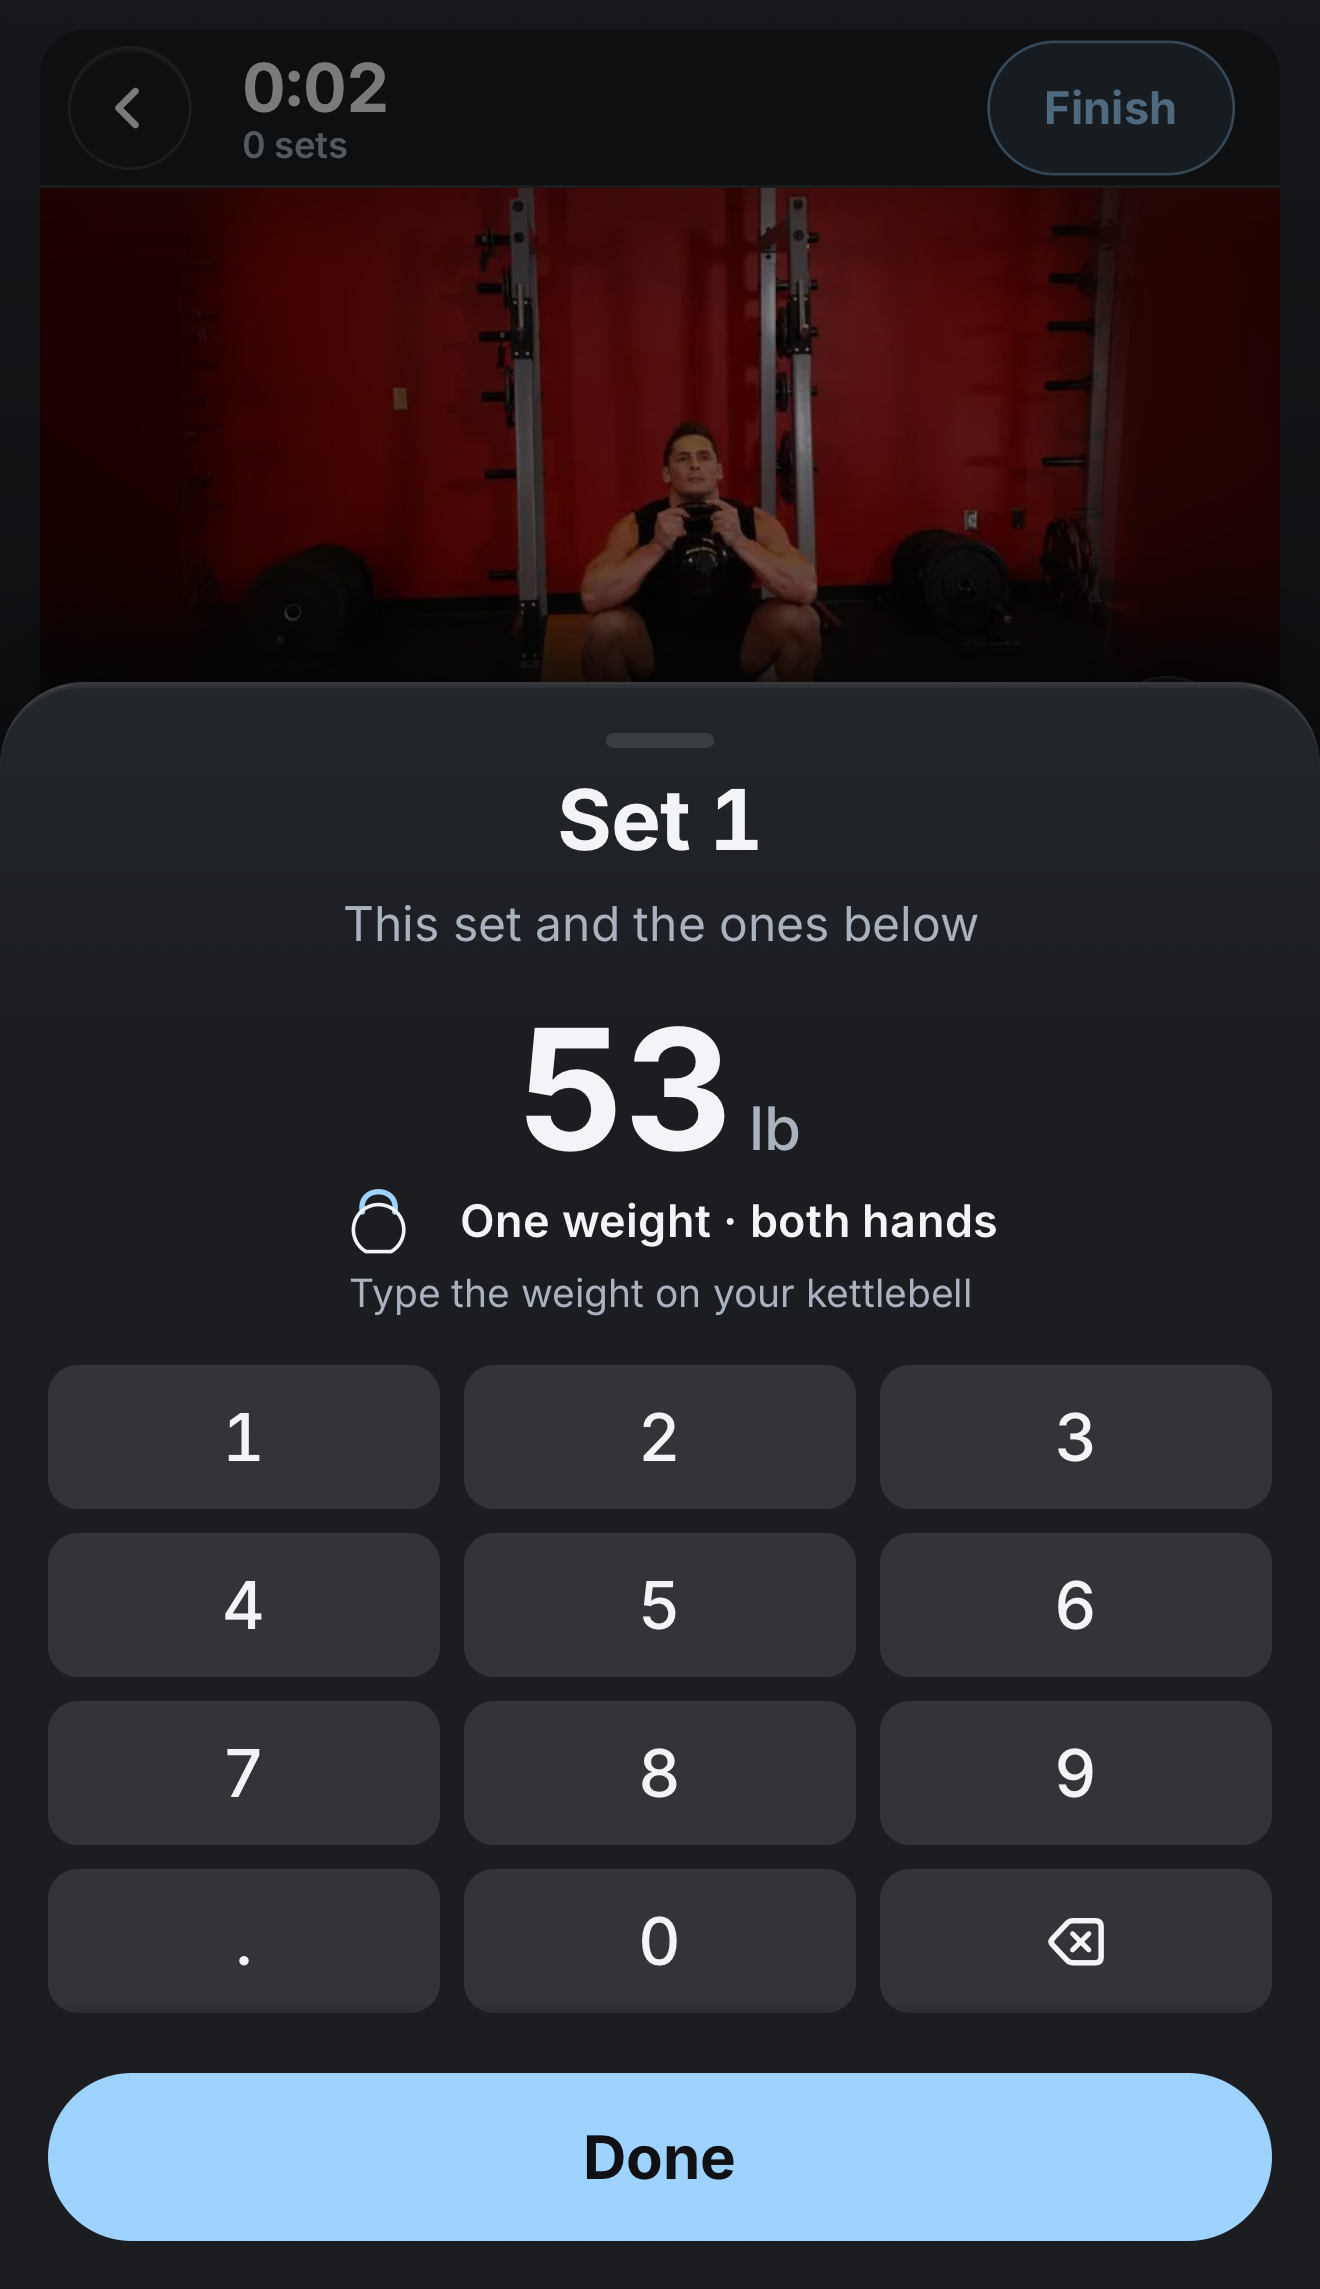 0:02
0 sets
Finish
Set 1
This set and the ones below
53 lb
One weight · both hands
Type the weight on your kettlebell
1 2 3
4 5 6
7 8 9
. 0
Done